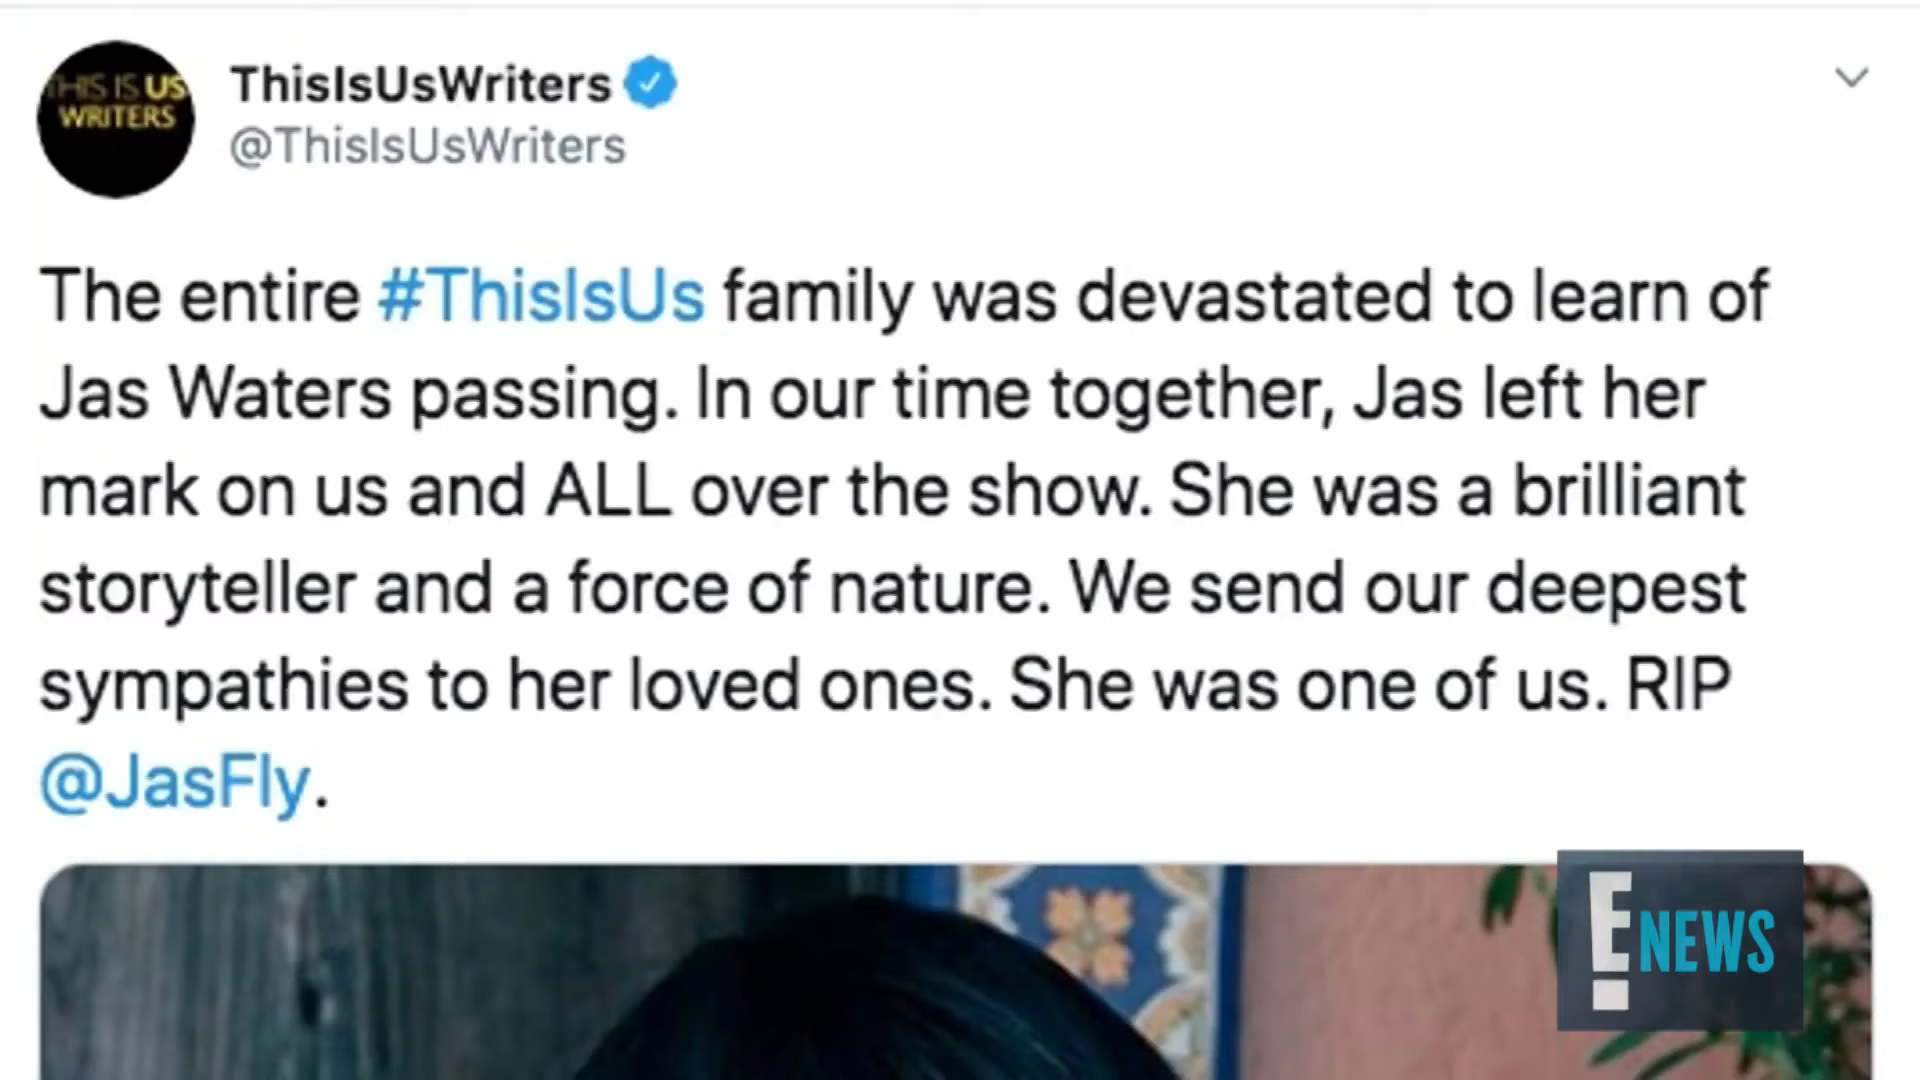 THIS IS US
WRITERS
ThisIsUsWriters
@ThisIsUsWriters
The entire #ThisIsUs family was devastated to learn of
Jas Waters passing. In our time together, Jas left her
mark on us and ALL over the show. She was a brilliant
storyteller and a force of nature. We send our deepest
sympathies to her loved ones. She was one of us. RIP
@JasFly.
E! NEWS